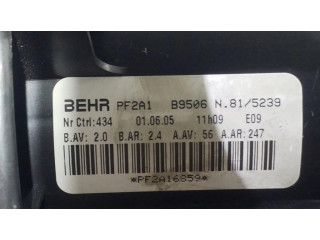 BEHR PF2A1 B9506 N.81/5239
Nr Ctrl:434 01.06.05 11h09 E09
B.AV: 2.0 B.AR: 2.4 A.AV: 56 A.AR:247
*PF2A16859*